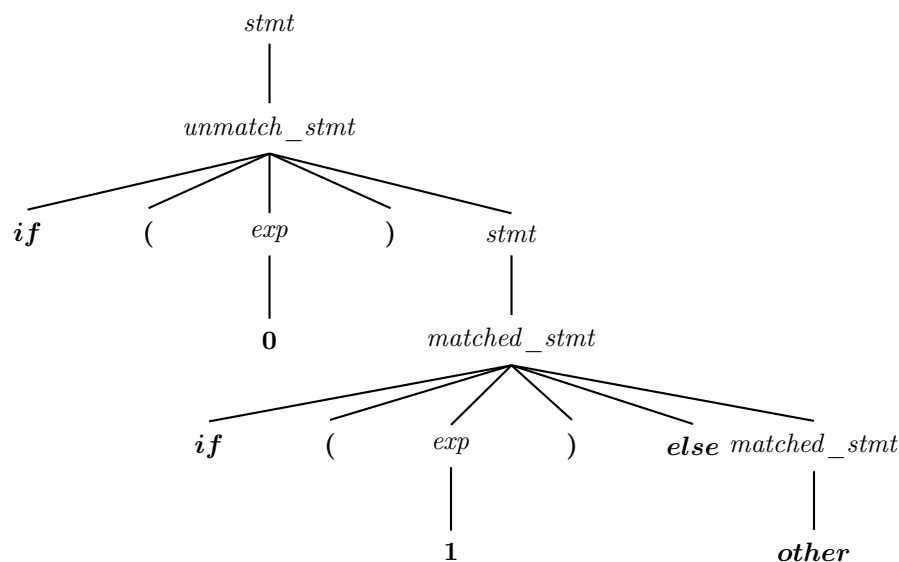 stmt
unmatch_stmt
if ( exp ) stmt
0
matched_stmt
if ( exp ) else matched_stmt
1 other